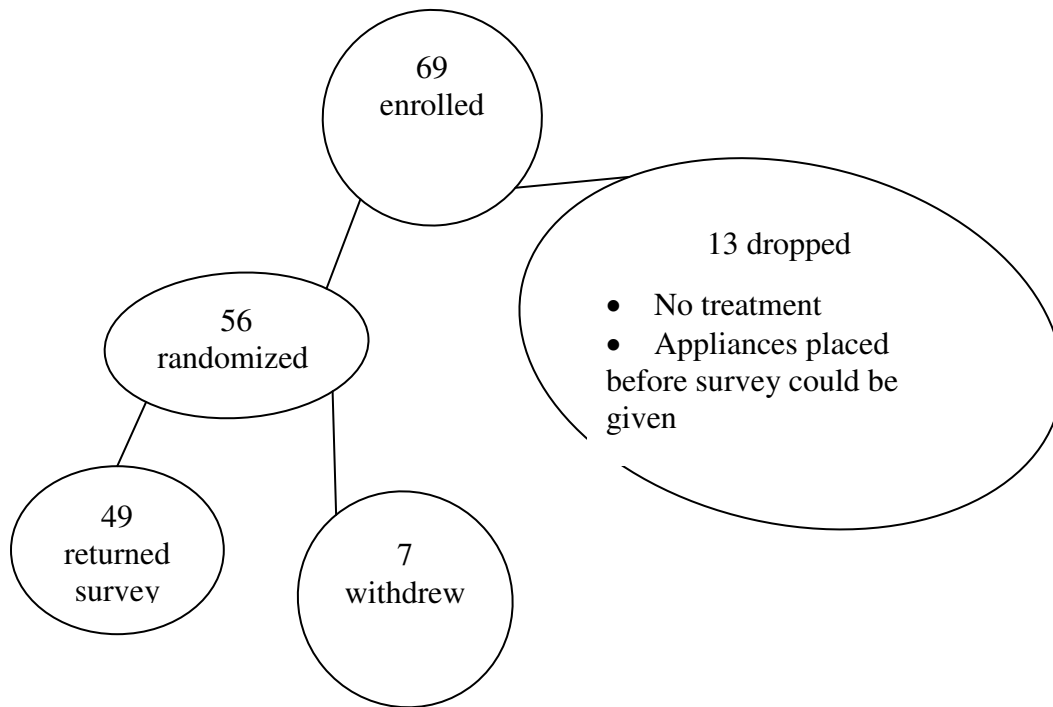 69
enrolled
13 dropped
• No treatment
• Appliances placed
before survey could be
given
56
randomized
49
returned
survey
7
withdrew